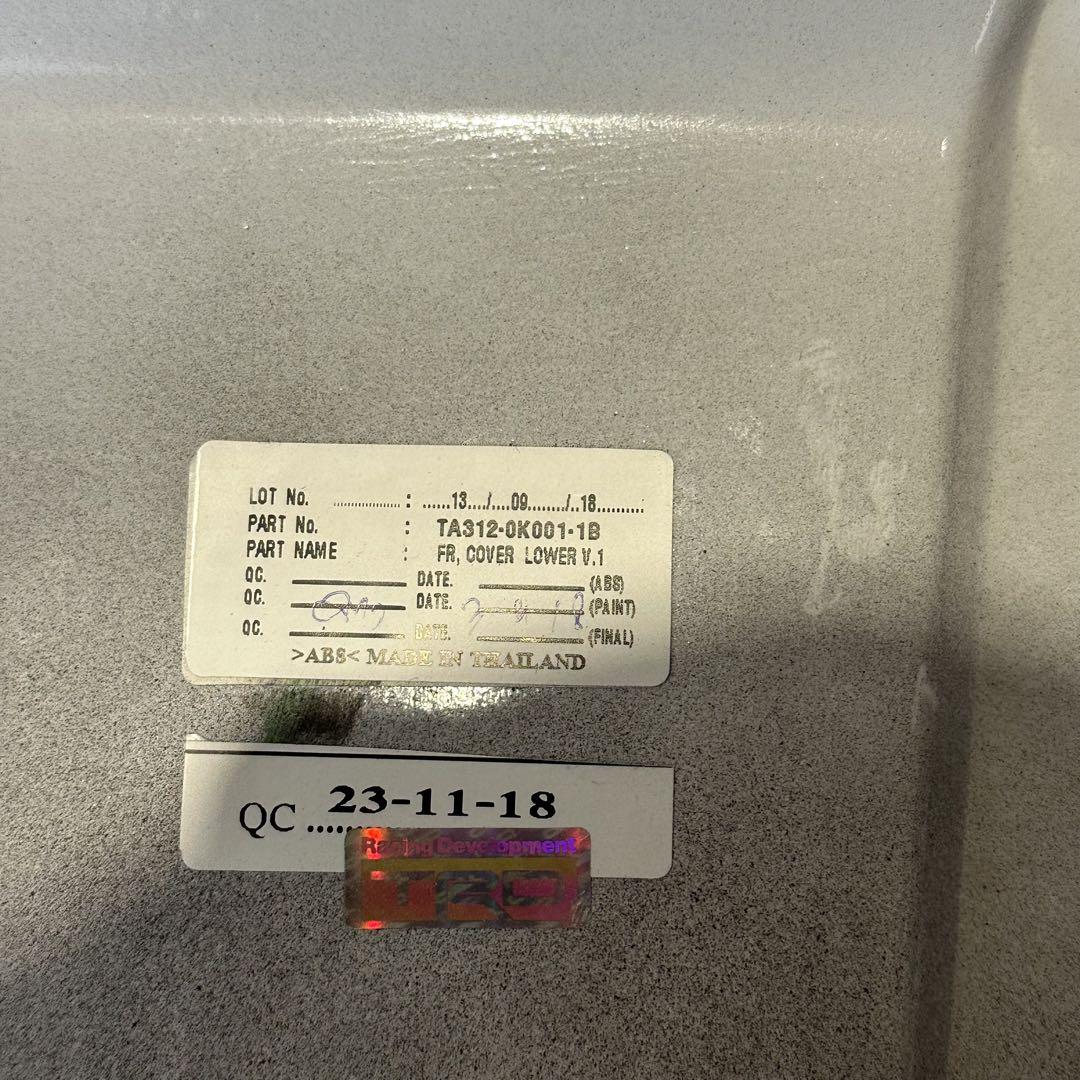 LOT No. .................. : ......13..../....09......../..18..........
PART No. : TA312-0K001-1B
PART NAME : FR, COVER LOWER V.1
QC. DATE. (ABS)
QC. DATE. (PAINT)
QC. DATE. (FINAL)
>ABS< MADE IN THAILAND
23-11-18
QC ......
Racing Development
TRD